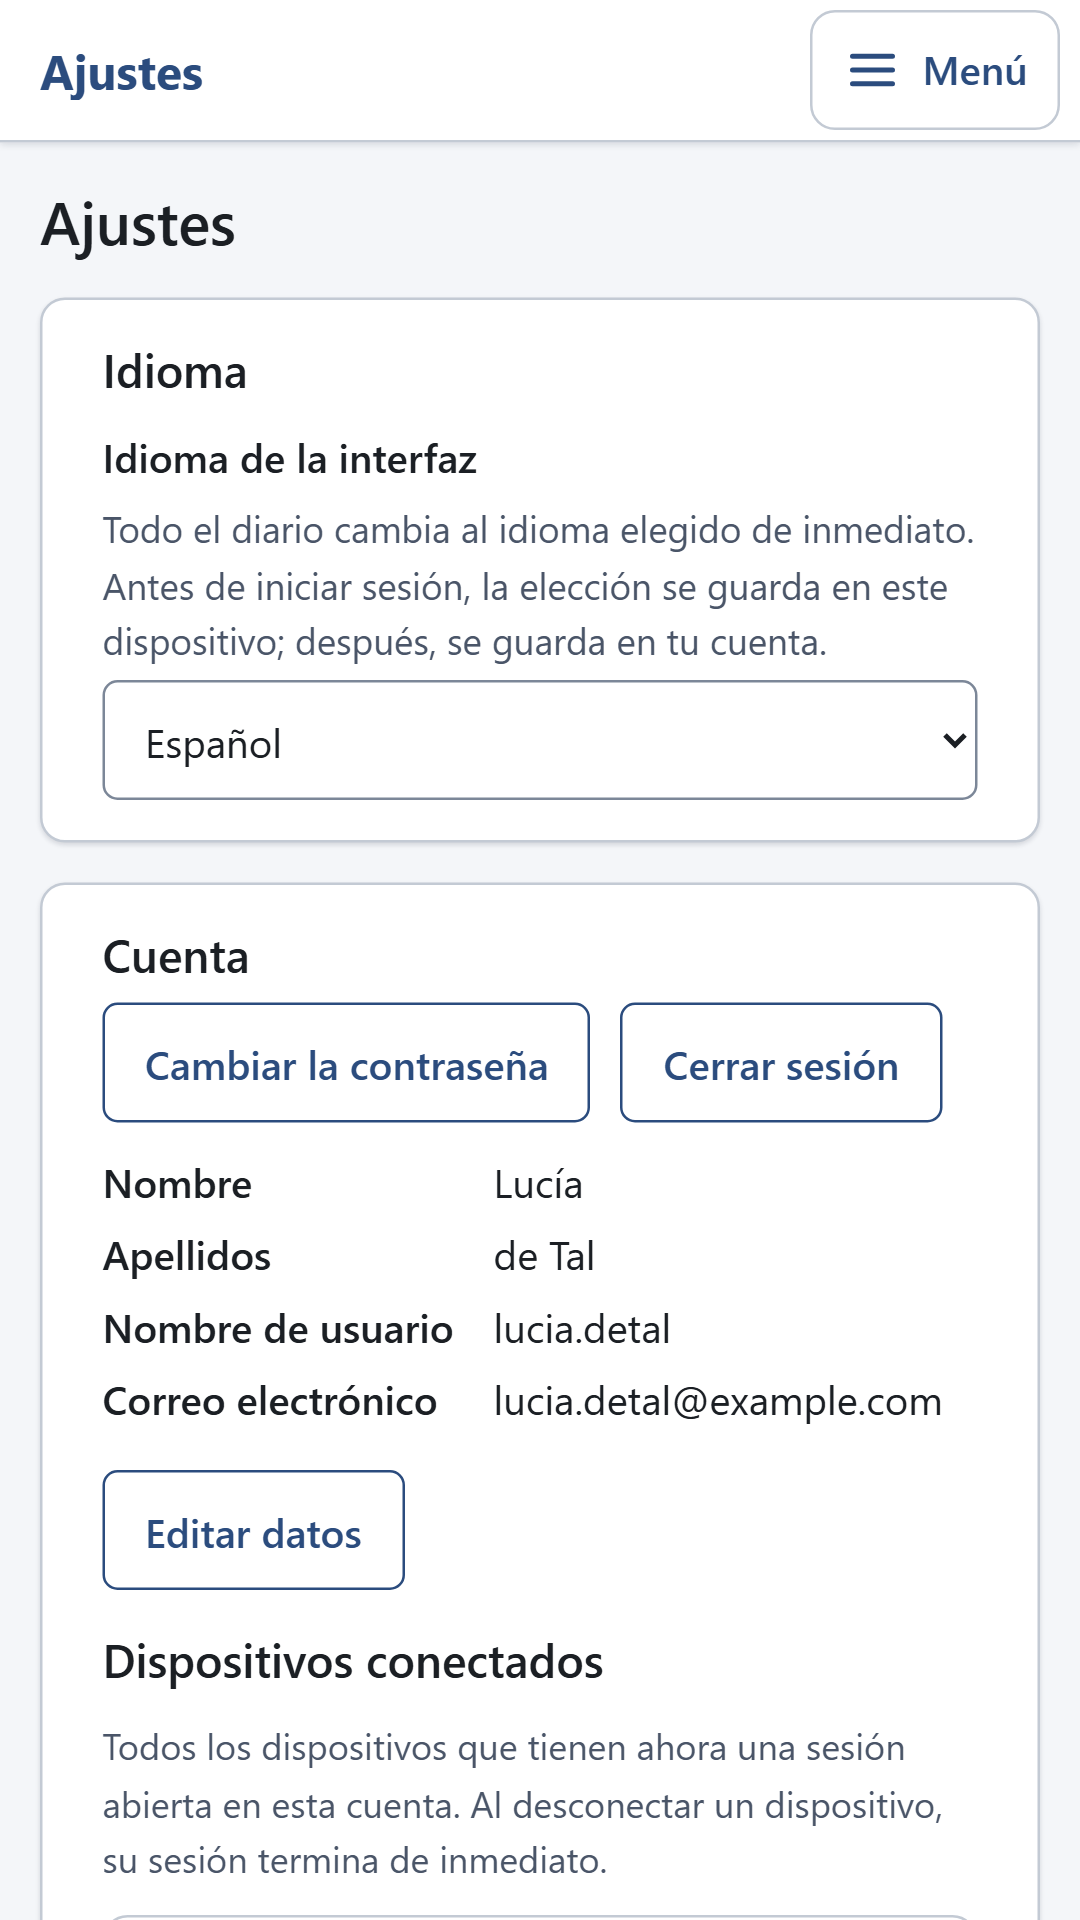 Ajustes
Menú
Ajustes
Idioma
Idioma de la interfaz
Todo el diario cambia al idioma elegido de inmediato.
Antes de iniciar sesión, la elección se guarda en este
dispositivo; después, se guarda en tu cuenta.
Español
Cuenta
Cambiar la contraseña
Cerrar sesión
Nombre Lucía
Apellidos de Tal
Nombre de usuario lucia.detal
Correo electrónico lucia.detal@example.com
Editar datos
Dispositivos conectados
Todos los dispositivos que tienen ahora una sesión
abierta en esta cuenta. Al desconectar un dispositivo,
su sesión termina de inmediato.